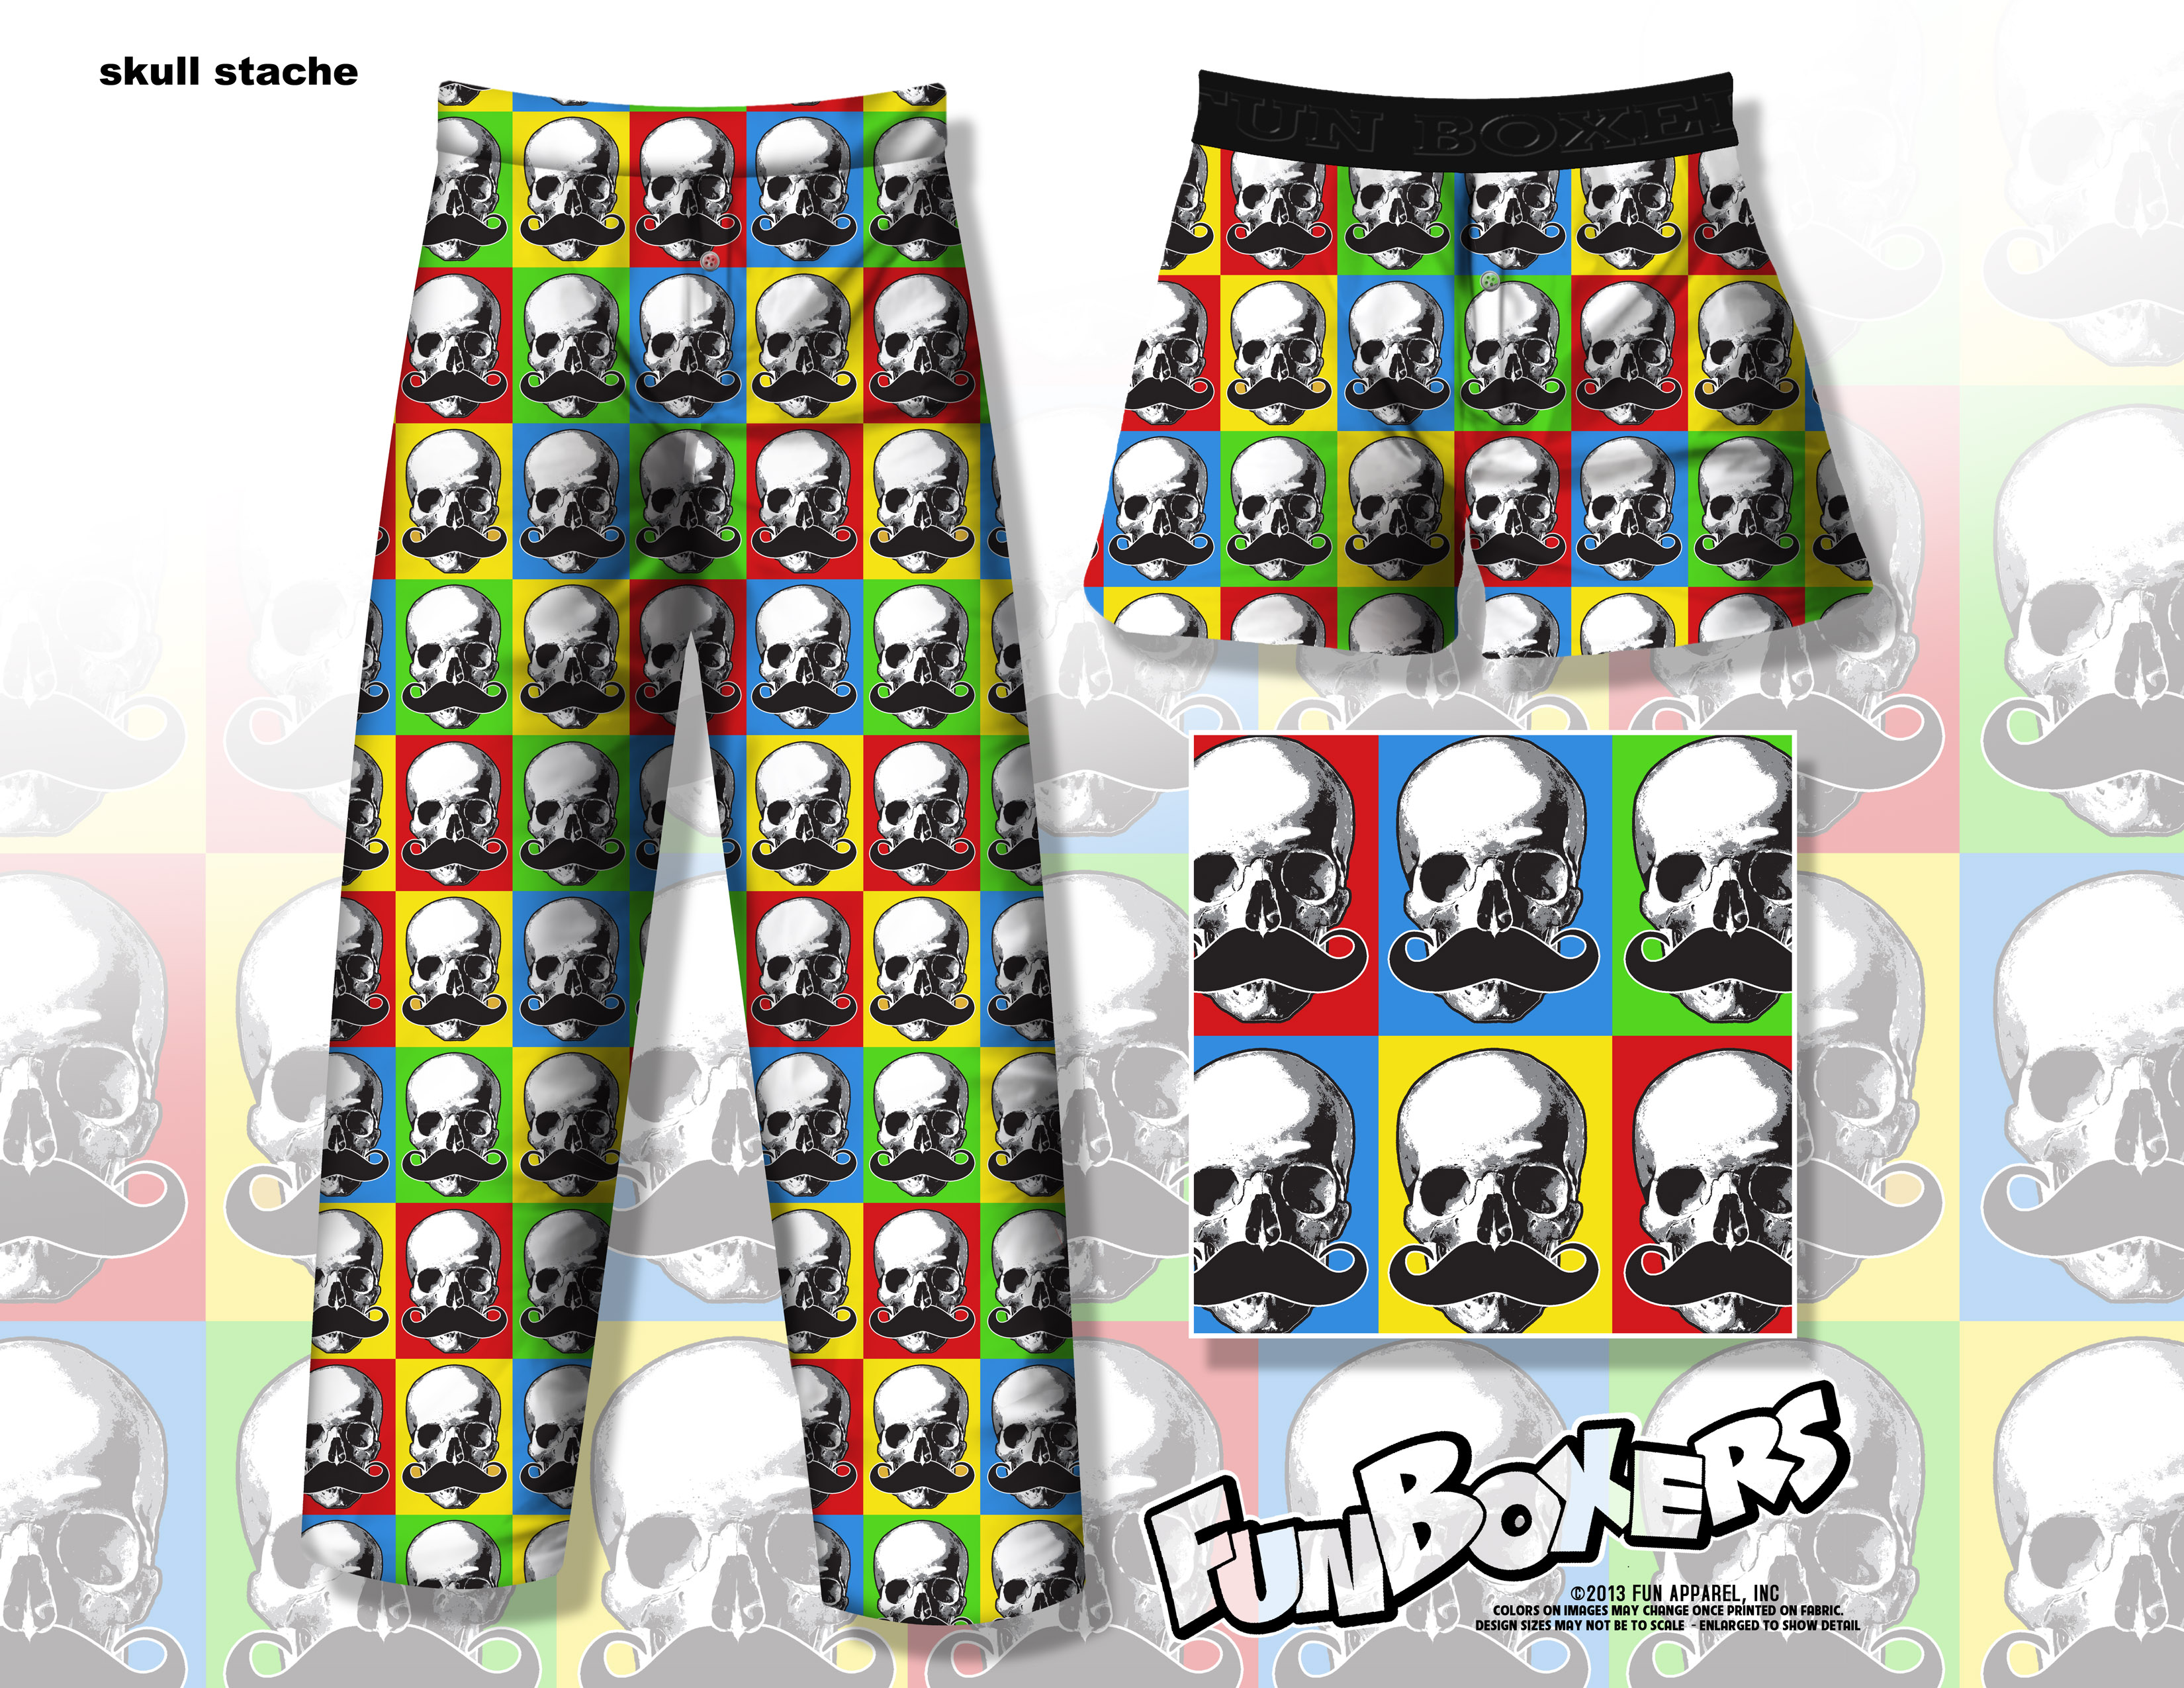 skull stache
FUN BOXER
FUNBOXERS
©2013 FUN APPAREL, INC
COLORS ON IMAGES MAY CHANGE ONCE PRINTED ON FABRIC.
DESIGN SIZES MAY NOT BE TO SCALE - ENLARGED TO SHOW DETAIL